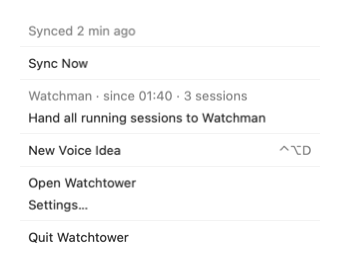 Synced 2 min ago
Sync Now
Watchman · since 01:40 · 3 sessions
Hand all running sessions to Watchman
New Voice Idea ⌃⌥D
Open Watchtower
Settings...
Quit Watchtower